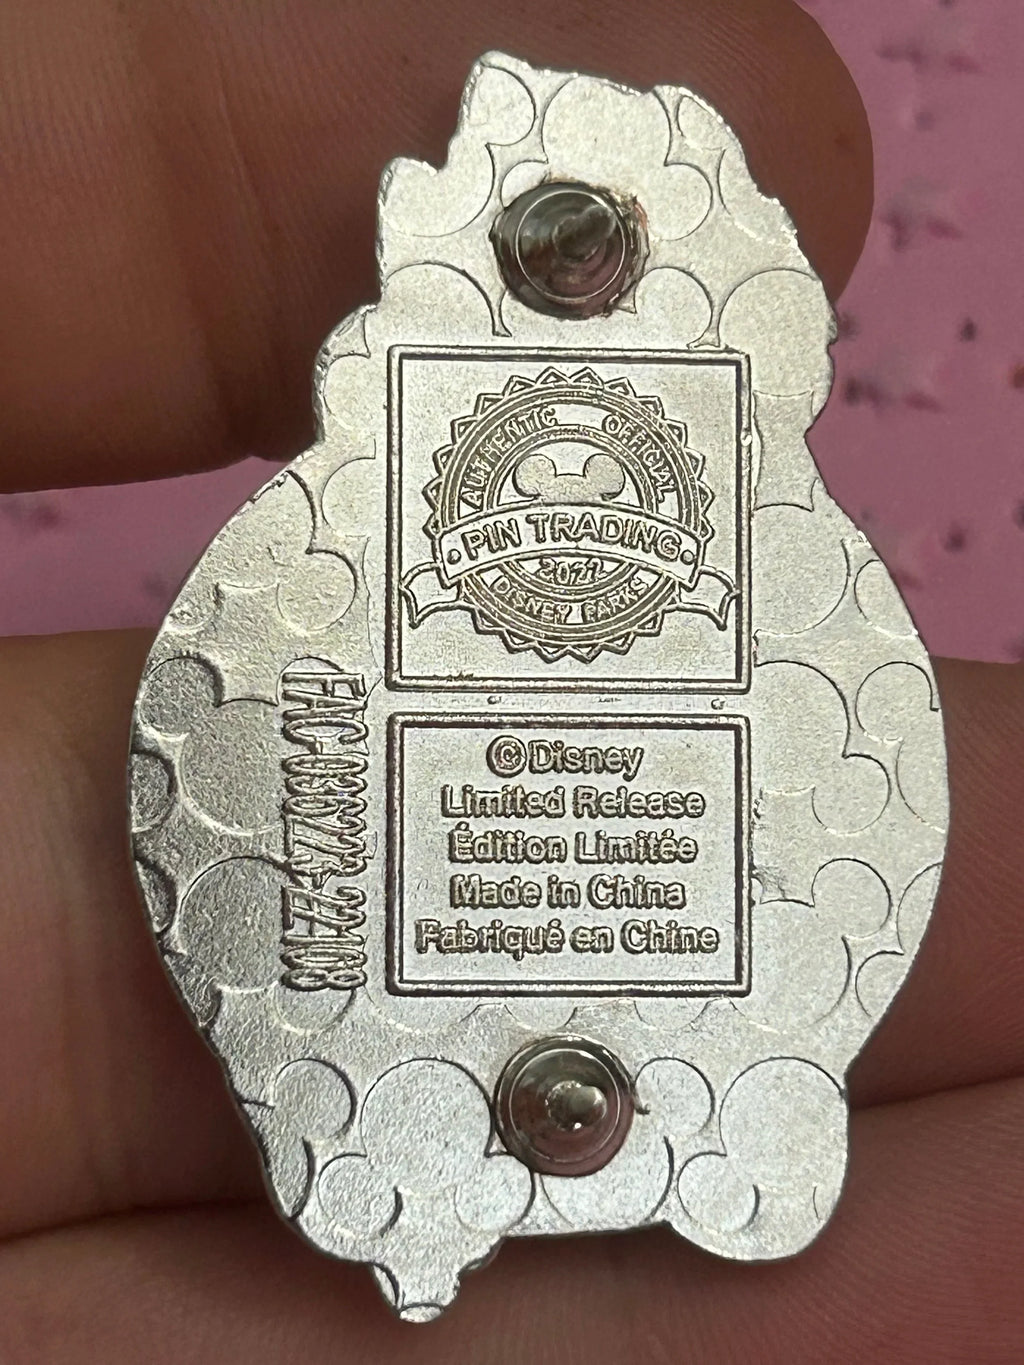 AUTHENTIC OFFICIAL
PIN TRADING
2022
DISNEY PARKS
© Disney
Limited Release
Édition Limitée
Made in China
Fabriqué en Chine